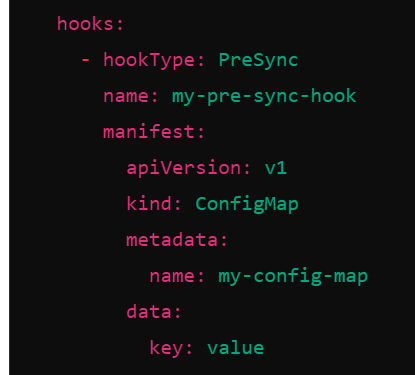 hooks:
- hookType: PreSync
name: my-pre-sync-hook
manifest:
apiVersion: v1
kind: ConfigMap
metadata:
name: my-config-map
data:
key: value